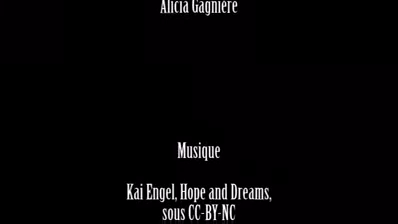 Alicia Gagnière
Musique
Kai Engel, Hope and Dreams,
sous CC-BY-NC